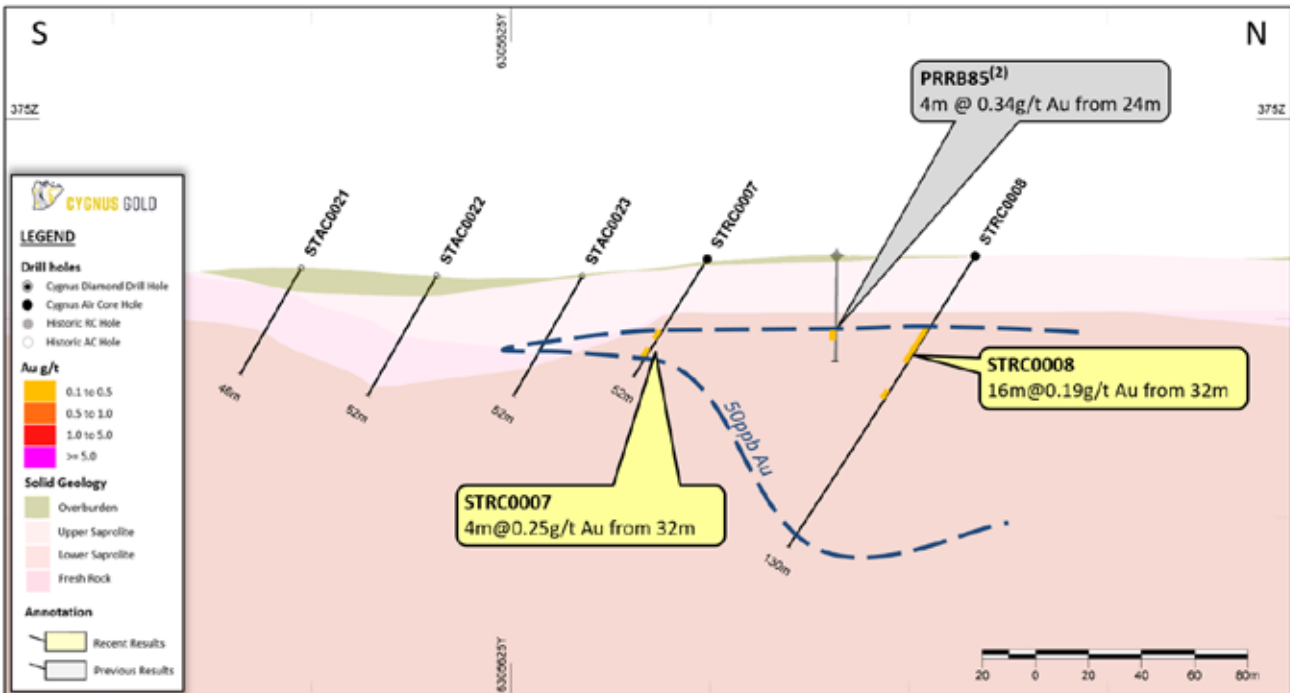 S
N
6305625Y
375Z
375Z
PRRB85(2)
4m @ 0.34g/t Au from 24m
CYGNUS GOLD
LEGEND
Drill holes
Cygnus Diamond Drill Hole
Cygnus Air Core Hole
Historic RC Hole
Historic AC Hole
Au g/t
0.1 to 0.5
0.5 to 1.0
1.0 to 5.0
>= 5.0
Solid Geology
Overburden
Upper Saprolite
Lower Saprolite
Fresh Rock
Annotation
Recent Results
Previous Results
STAC0021
STAC0022
STAC0023
STRC0007
STRC0008
46m
62m
62m
52m
130m
50ppb Au
STRC0008
16m@0.19g/t Au from 32m
STRC0007
4m@0.25g/t Au from 32m
6305625Y
20 0 20 40 60 80m